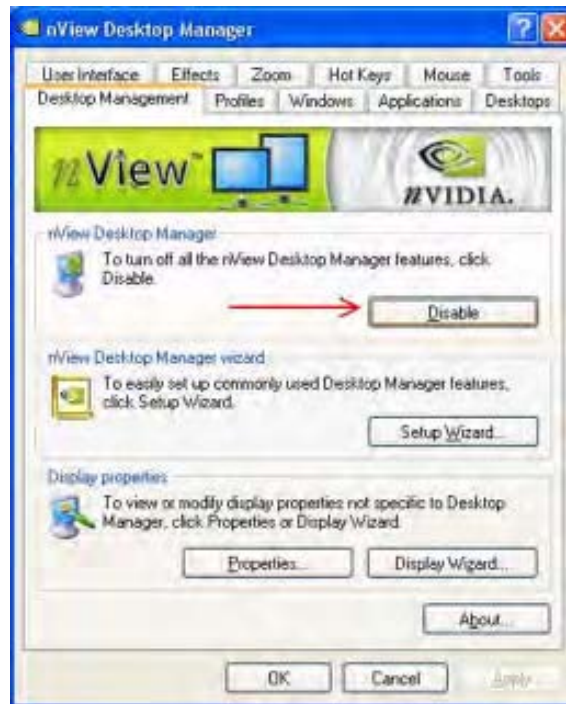 nView Desktop Manager
User Interface Effects Zoom Hot Keys Mouse Tools
Desktop Management Profiles Windows Applications Desktops
nView™
NVIDIA.
nView Desktop Manager
To turn off all the nView Desktop Manager features, click
Disable.
Disable
nView Desktop Manager wizard
To easily set up commonly used Desktop Manager features,
click Setup Wizard.
Setup Wizard...
Display properties
To view or modify display properties not specific to Desktop
Manager, click Properties or Display Wizard.
Properties... Display Wizard...
About...
OK Cancel Apply